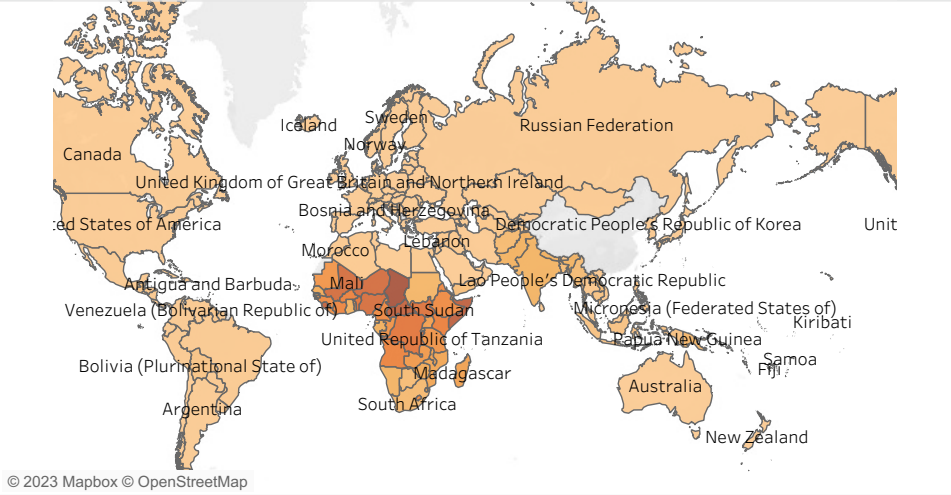 Iceland
Sweden
Russian Federation
Norway
Canada
United Kingdom of Great Britain and Northern Ireland
Bosnia and Herzegovina
ted States of America
Democratic People's Republic of Korea
Unit
Lebanon
Morocco
Antigua and Barbuda
Mali
Lao People's Democratic Republic
Venezuela (Bolivarian Republic of)
South Sudan
Micronesia (Federated States of)
Kiribati
United Republic of Tanzania
Papua New Guinea
Samoa
Bolivia (Plurinational State of)
Fiji
Madagascar
Australia
Argentina
South Africa
New Zealand
© 2023 Mapbox © OpenStreetMap